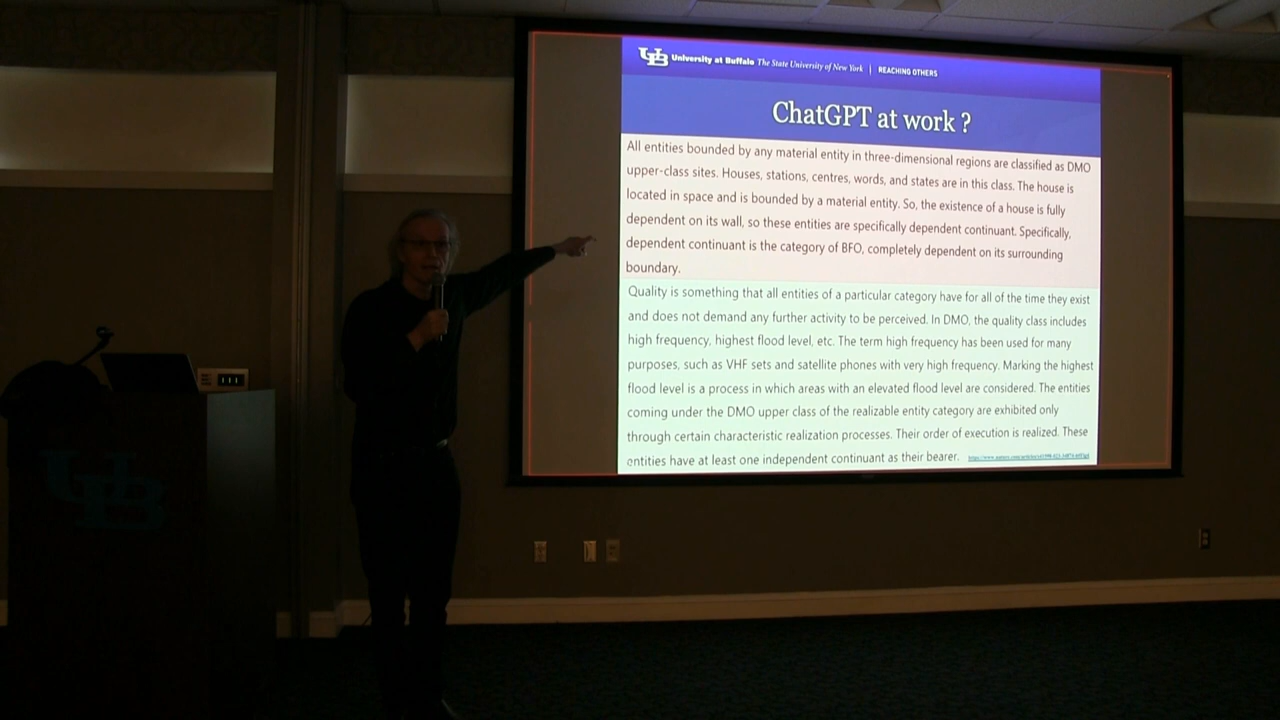 UB University at Buffalo The State University of New York | REACHING OTHERS
ChatGPT at work ?
All entities bounded by any material entity in three-dimensional regions are classified as DMO
upper-class sites. Houses, stations, centres, words, and states are in this class. The house is
located in space and is bounded by a material entity. So, the existence of a house is fully
dependent on its wall, so these entities are specifically dependent continuant. Specifically,
dependent continuant is the category of BFO, completely dependent on its surrounding
boundary.
Quality is something that all entities of a particular category have for all of the time they exist
and does not demand any further activity to be perceived. In DMO, the quality class includes
high frequency, highest flood level, etc. The term high frequency has been used for many
purposes, such as VHF sets and satellite phones with very high frequency. Marking the highest
flood level is a process in which areas with an elevated flood level are considered. The entities
coming under the DMO upper class of the realizable entity category are exhibited only
through certain characteristic realization processes. Their order of execution is realized. These
entities have at least one independent continuant as their bearer.
UB